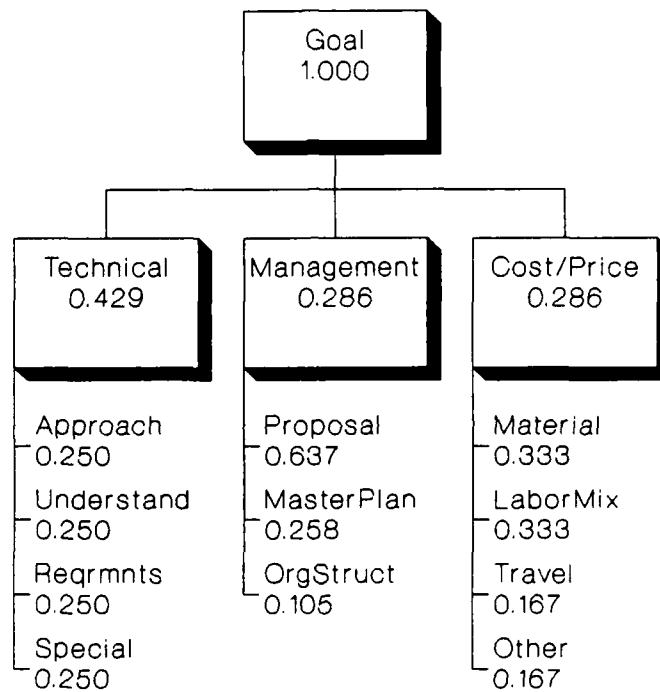 Goal
1.000
Technical
0.429
Management
0.286
Cost/Price
0.286
Approach
0.250
Understand
0.250
Reqrmnts
0.250
Special
0.250
Proposal
0.637
MasterPlan
0.258
OrgStruct
0.105
Material
0.333
LaborMix
0.333
Travel
0.167
Other
0.167